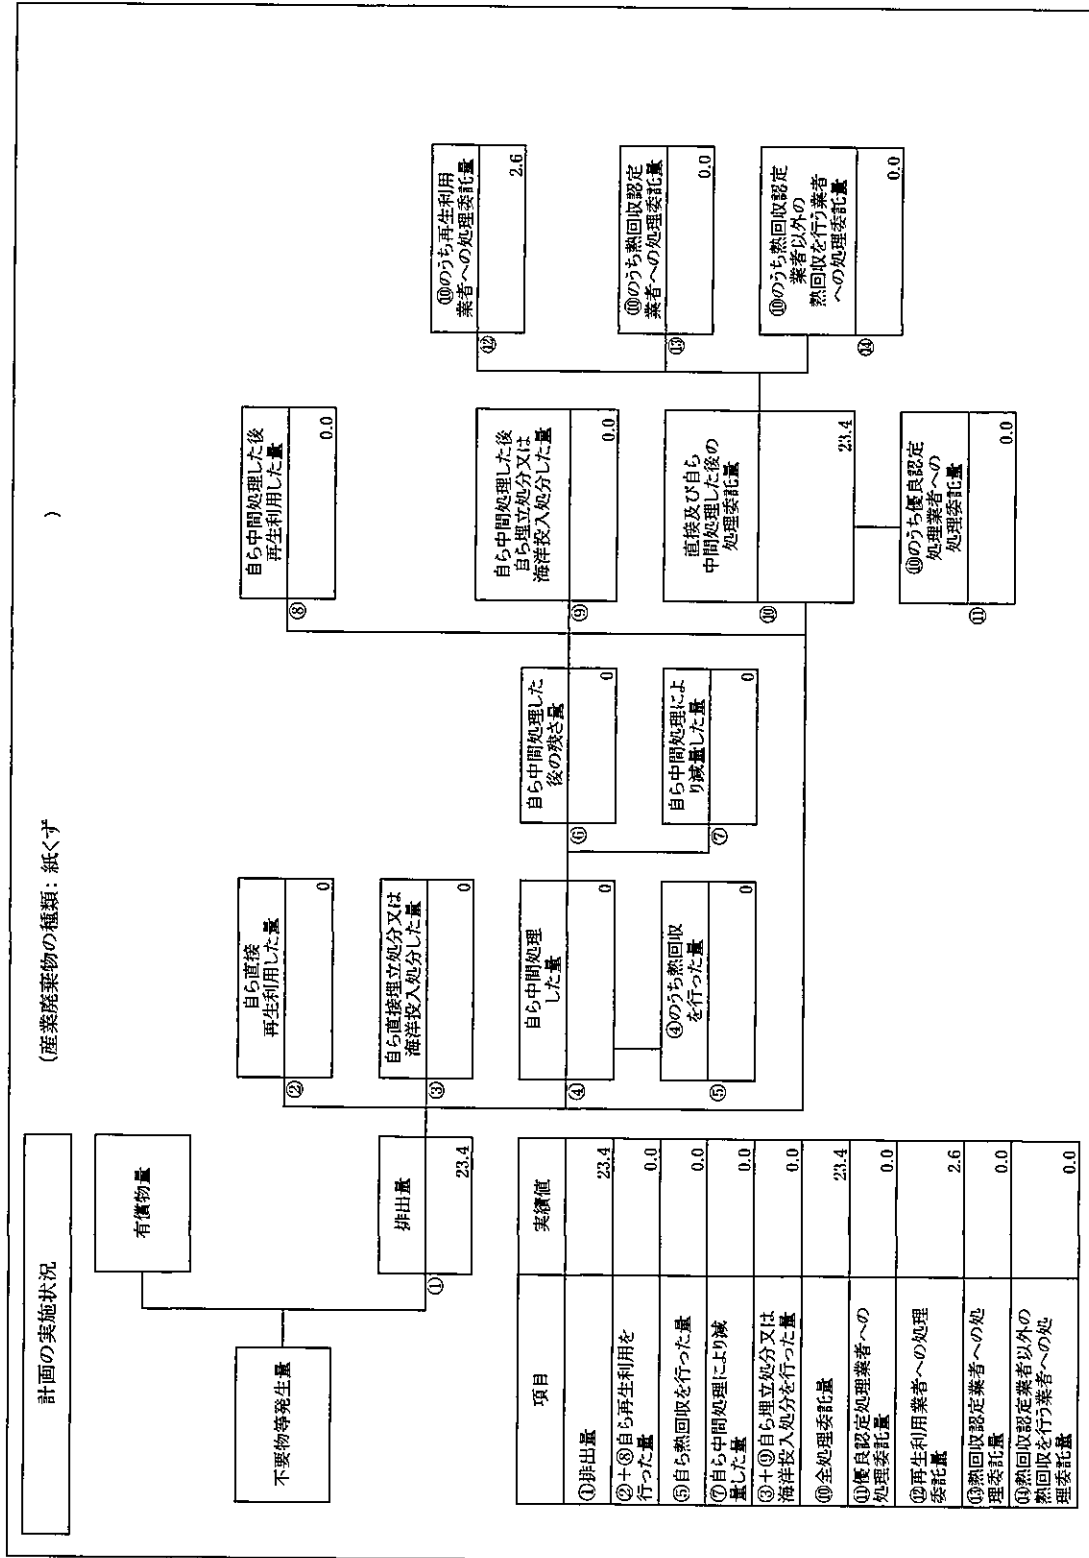 計画の実施状況
(産業廃棄物の種類: 紙くず
)
有償物量
不要物等発生量
①
排出量
23.4
②
自ら直接
再生利用した量
0
③
自ら直接埋立処分又は
海洋投入処分した量
0
④
自ら中間処理
した量
0
⑤
④のうち熱回収
を行った量
0
⑥
自ら中間処理した
後の残さ量
0
⑦
自ら中間処理によ
り減量した量
0
⑧
自ら中間処理した後
再生利用した量
0.0
⑨
自ら中間処理した後
自ら埋立処分又は
海洋投入処分した量
0.0
⑩
直接及び自ら
中間処理した後の
処理委託量
23.4
⑪
⑩のうち優良認定
処理業者への
処理委託量
0.0
⑫
⑩のうち再生利用
業者への処理委託量
2.6
⑬
⑩のうち熱回収認定
業者への処理委託量
0.0
⑭
⑩のうち熱回収認定
業者以外の
熱回収を行う業者
への処理委託量
0.0
項目
実績値
①排出量
23.4
②+⑧自ら再生利用を
行った量
0.0
⑤自ら熱回収を行った量
0.0
⑦自ら中間処理により減
量した量
0.0
③+⑨自ら埋立処分又は
海洋投入処分を行った量
0.0
⑩全処理委託量
23.4
⑪優良認定処理業者への
処理委託量
0.0
⑫再生利用業者への処理
委託量
2.6
⑬熱回収認定業者への処
理委託量
0.0
⑭熱回収認定業者以外の
熱回収を行う業者への処
理委託量
0.0